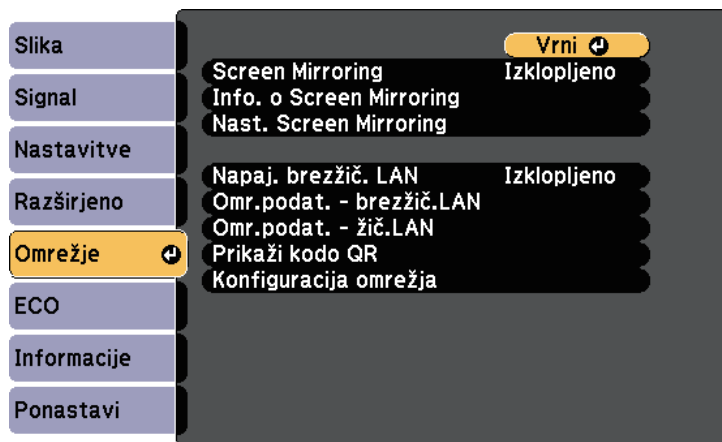 Slika
Signal
Nastavitve
Razširjeno
Omrežje
ECO
Informacije
Ponastavi
Vrni
Screen Mirroring Izklopljeno
Info. o Screen Mirroring
Nast. Screen Mirroring
Napaj. brezžič. LAN Izklopljeno
Omr.podat. - brezžič.LAN
Omr.podat. - žič.LAN
Prikaži kodo QR
Konfiguracija omrežja